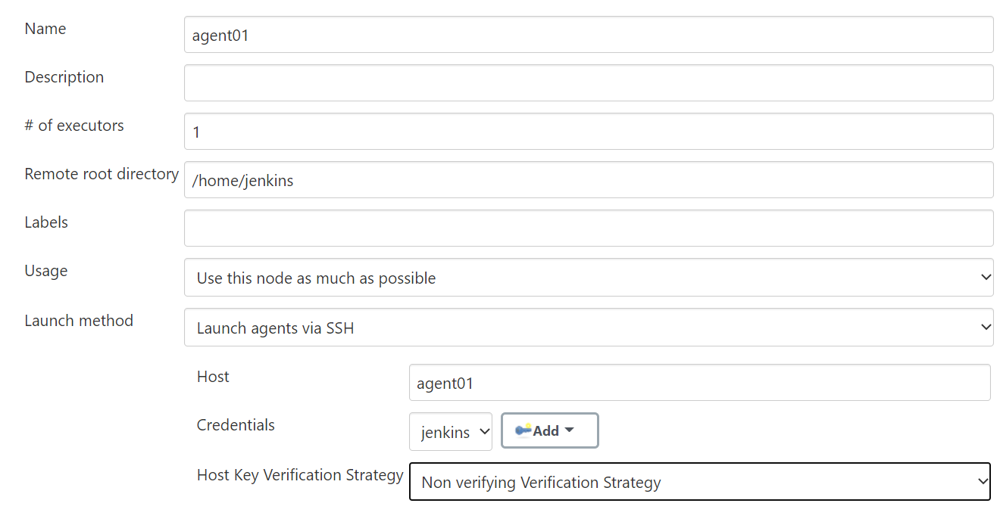 Name
agent01
Description
# of executors
1
Remote root directory
/home/jenkins
Labels
Usage
Use this node as much as possible
Launch method
Launch agents via SSH
Host
agent01
Credentials
jenkins
Add
Host Key Verification Strategy
Non verifying Verification Strategy